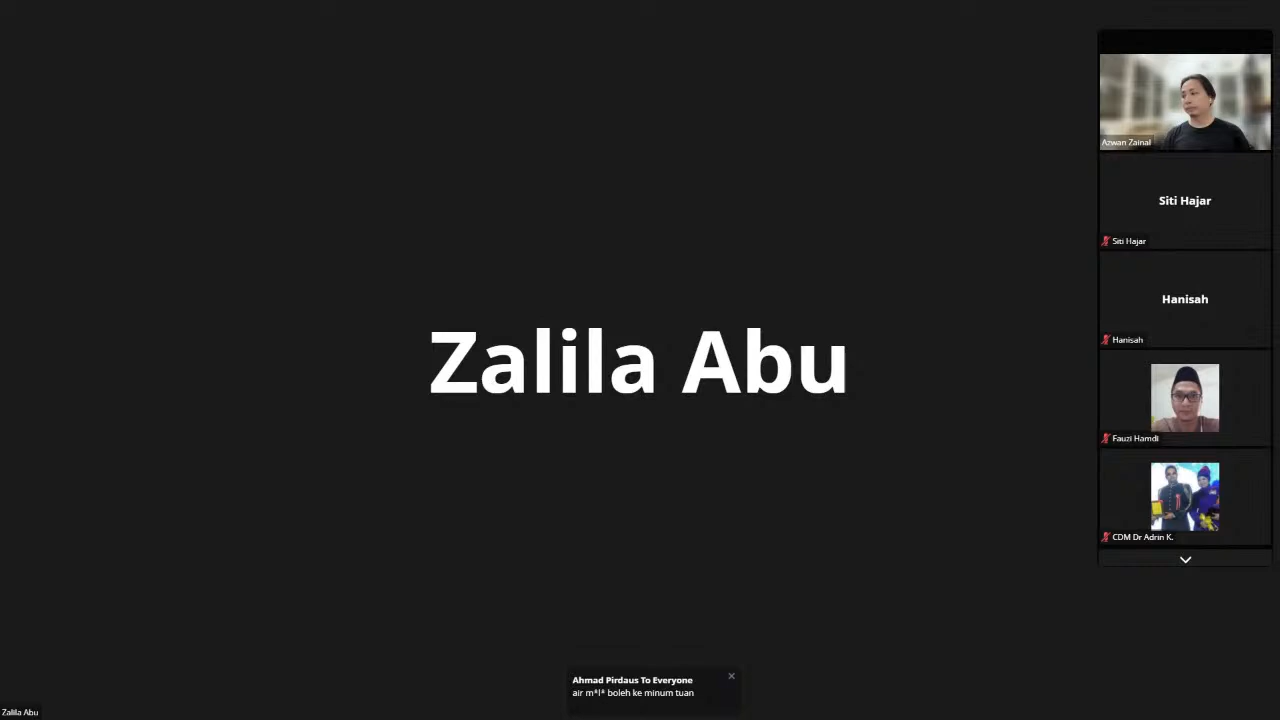 Azwan Zainal
Siti Hajar
Siti Hajar
Hanisah
Hanisah
Zalila Abu
Fauzi Hamdi
CDM Dr Adrin K.
Ahmad Pirdaus To Everyone
air m*l* boleh ke minum tuan
Zalila Abu